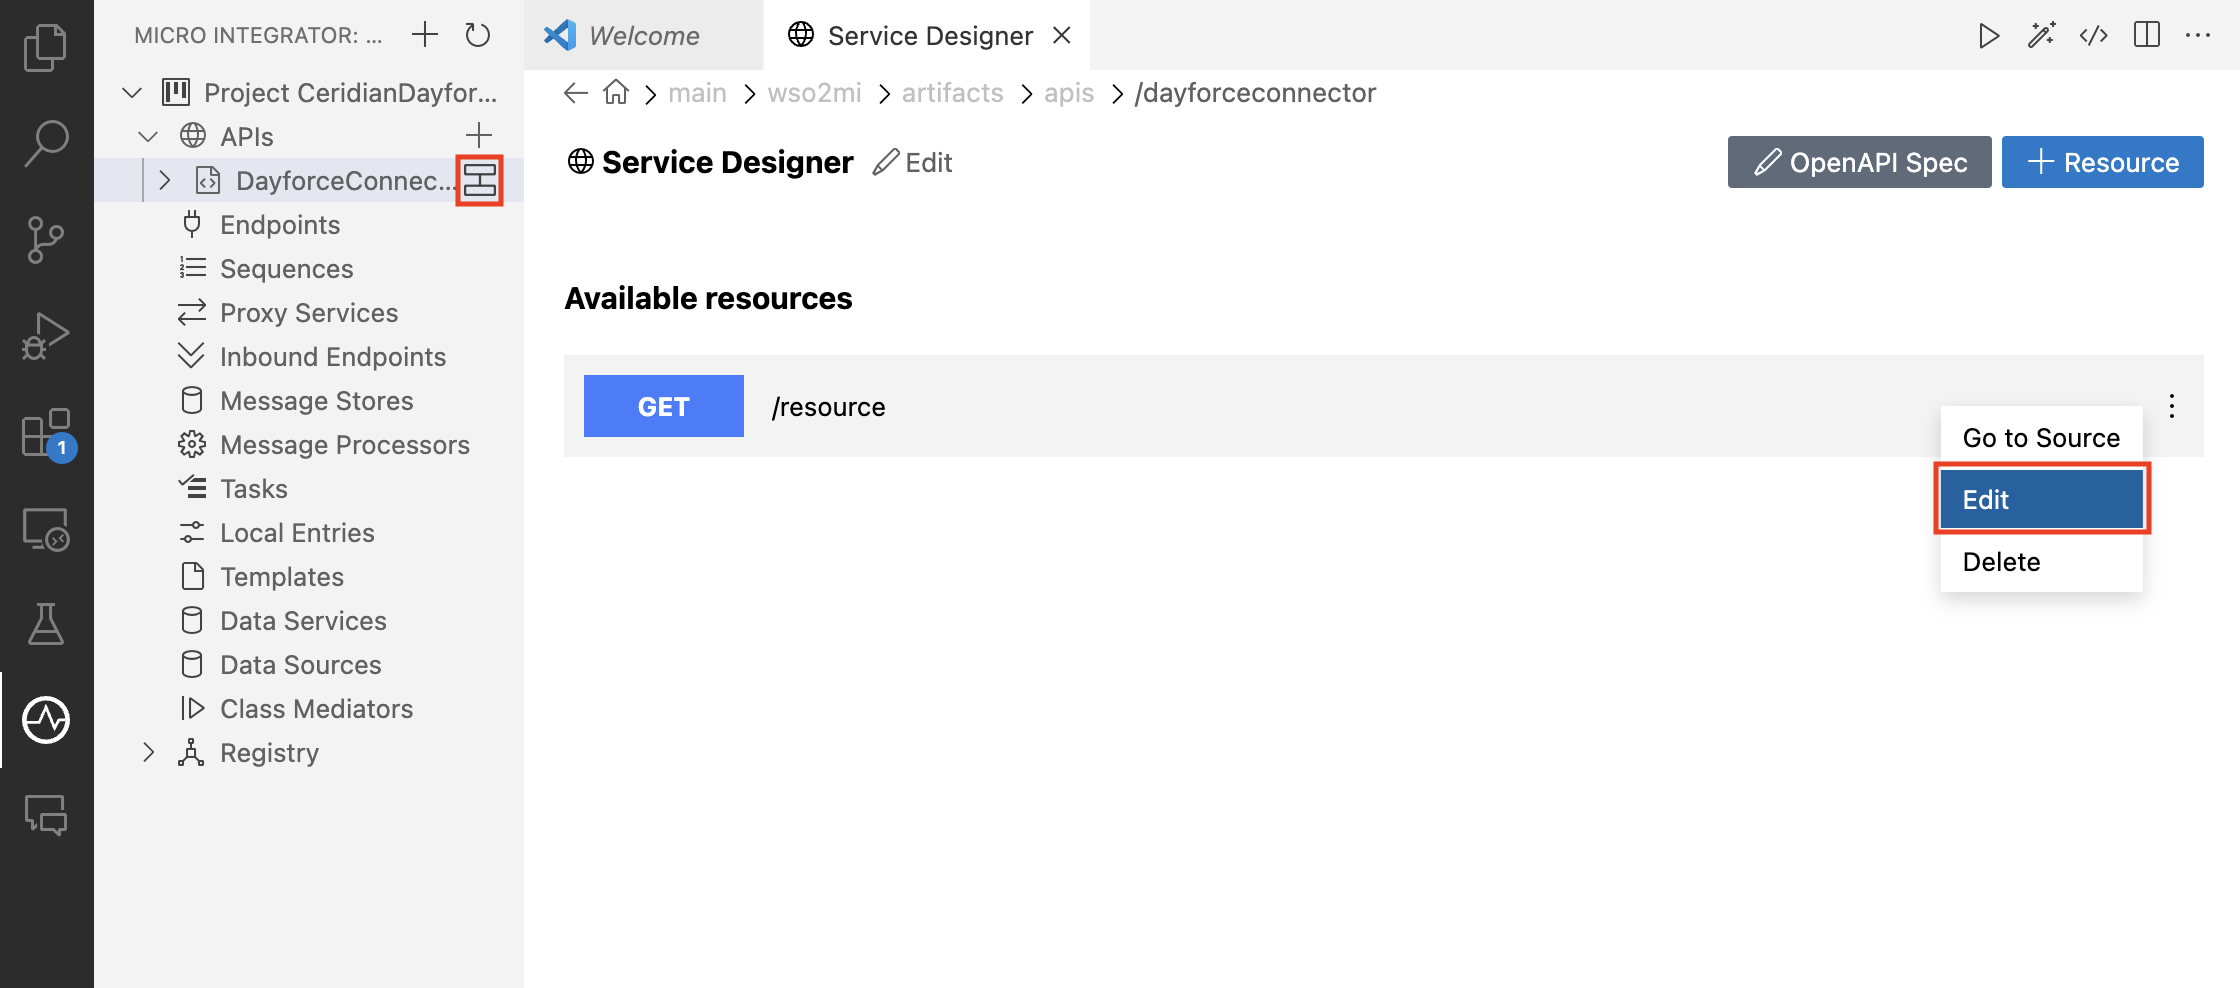 MICRO INTEGRATOR: ...
Welcome
Service Designer
Project CeridianDayfor...
main
wso2mi
artifacts
apis
/dayforceconnector
APIs
DayforceConnec...
Service Designer
Edit
OpenAPI Spec
Resource
Endpoints
Sequences
Proxy Services
Inbound Endpoints
Message Stores
Message Processors
Tasks
Local Entries
Templates
Data Services
Data Sources
Class Mediators
Registry
1
Available resources
GET
/resource
Go to Source
Edit
Delete